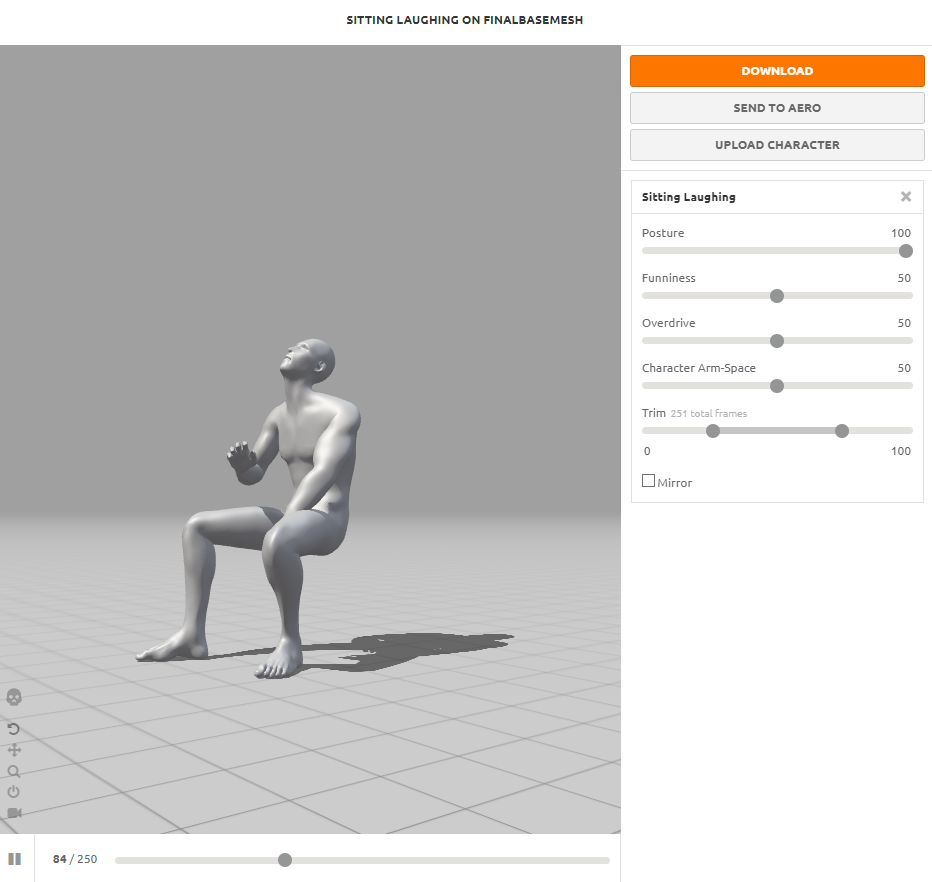 SITTING LAUGHING ON FINALBASEMESH
DOWNLOAD
SEND TO AERO
UPLOAD CHARACTER
Sitting Laughing
Posture 100
Funniness 50
Overdrive 50
Character Arm-Space 50
Trim 251 total frames
0 100
Mirror
84 / 250